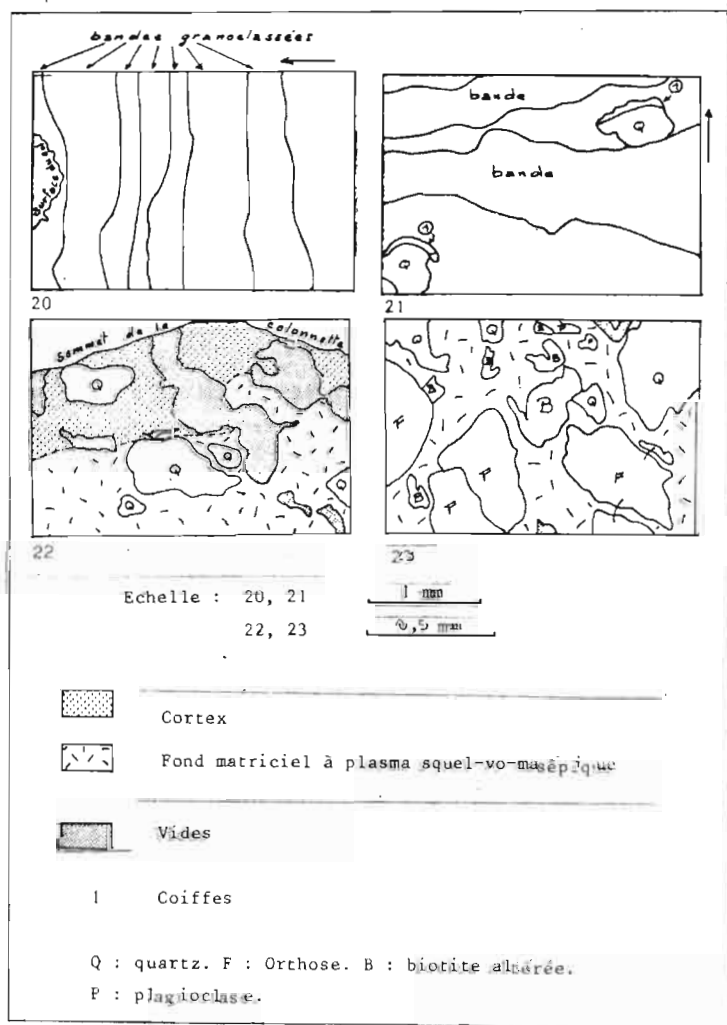 bandes granoclassées
surface
bande
1
Q
bande
1
Q
20
21
sommet de la colonnette
Q
Q
Q
Q
Q
Q
B
B
B
Q
F
B
B
Q
P
P
F
22
23
Echelle : 20, 21
1 mm
22, 23
0,5 mm
Cortex
Fond matriciel à plasma squel-vo-masépique
Vides
1 Coiffes
Q : quartz. F : Orthose. B : biotite altérée.
P : plagioclase.